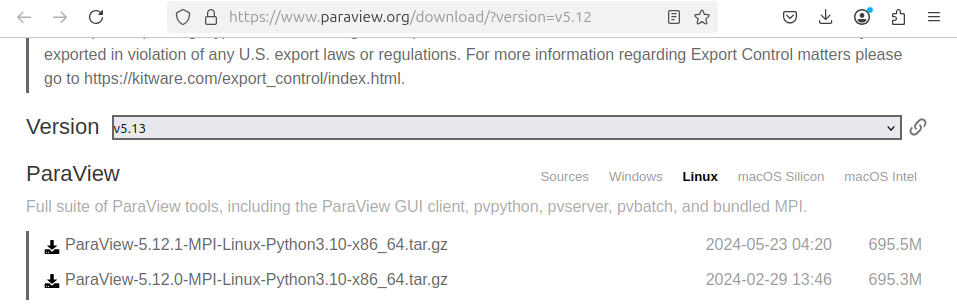 https://www.paraview.org/download/?version=v5.12
exported in violation of any U.S. export laws or regulations. For more information regarding Export Control matters please
go to https://kitware.com/export_control/index.html.
Version v5.13
ParaView Sources Windows Linux macOS Silicon macOS Intel
Full suite of ParaView tools, including the ParaView GUI client, pvpython, pvserver, pvbatch, and bundled MPI.
ParaView-5.12.1-MPI-Linux-Python3.10-x86_64.tar.gz 2024-05-23 04:20 695.5M
ParaView-5.12.0-MPI-Linux-Python3.10-x86_64.tar.gz 2024-02-29 13:46 695.3M